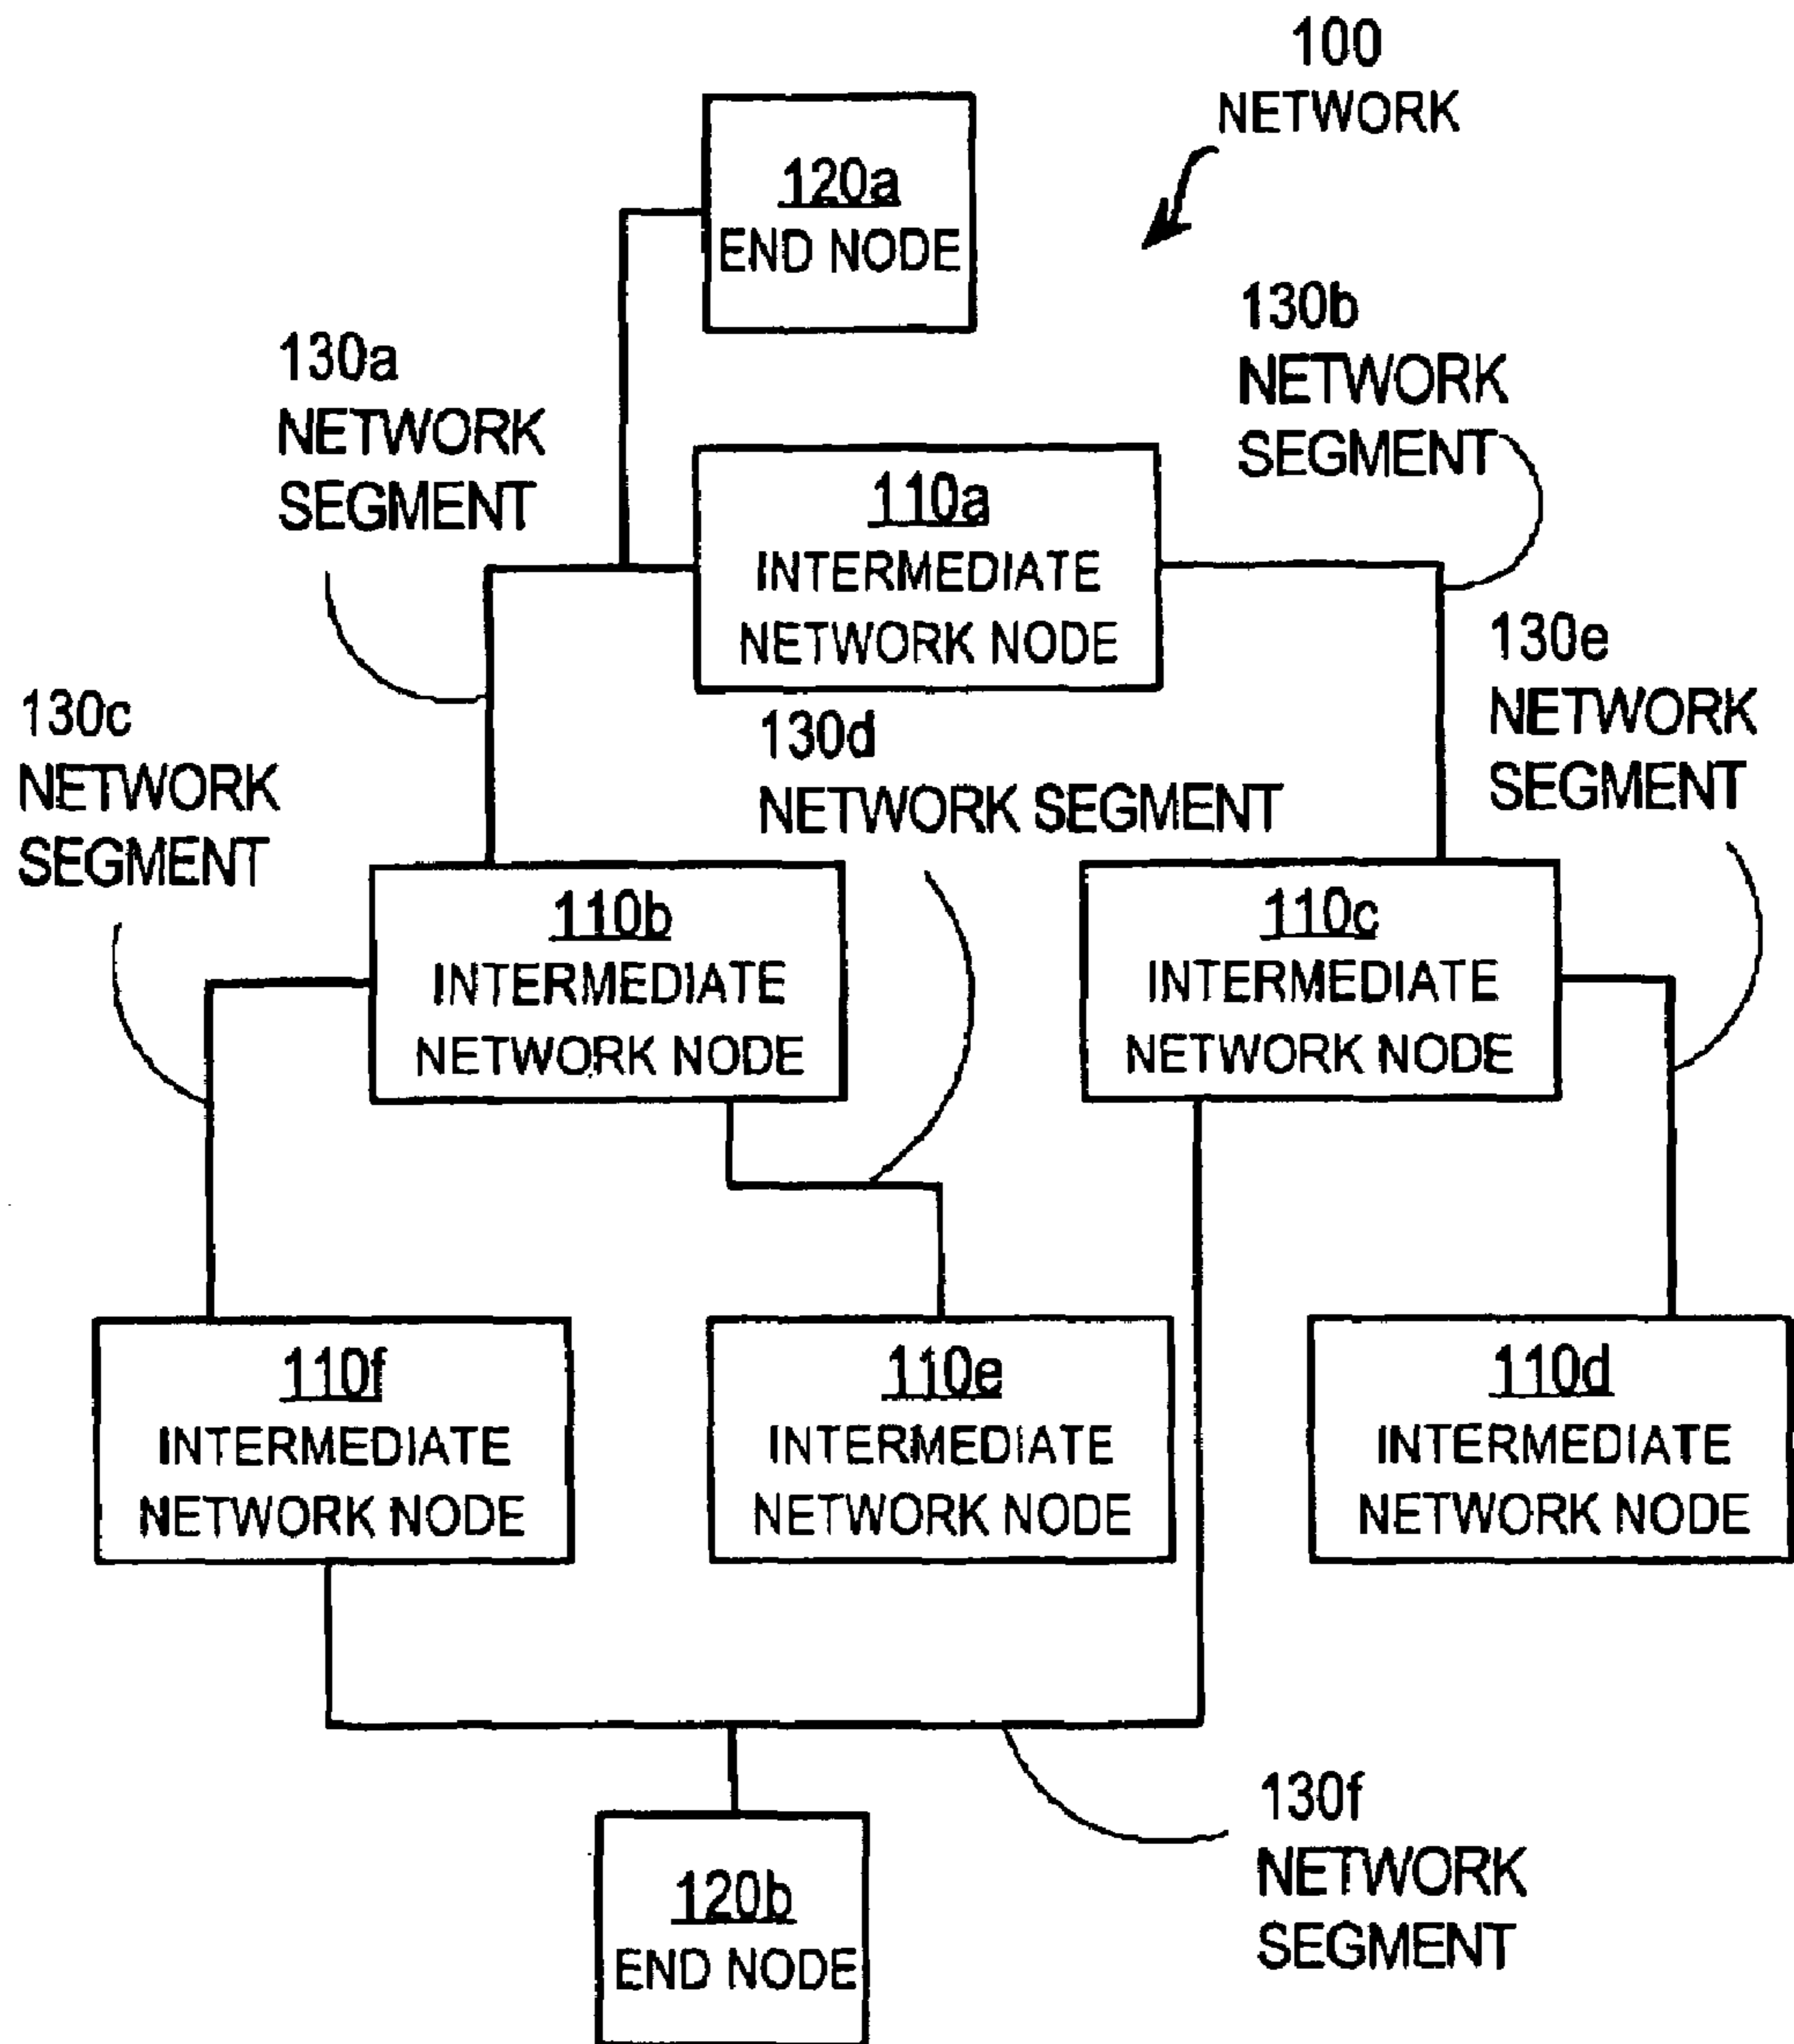 100
NETWORK
120a
END NODE
130a
NETWORK
SEGMENT
130b
NETWORK
SEGMENT
110a
INTERMEDIATE
NETWORK NODE
130c
NETWORK
SEGMENT
130d
NETWORK SEGMENT
130e
NETWORK
SEGMENT
110b
INTERMEDIATE
NETWORK NODE
110c
INTERMEDIATE
NETWORK NODE
110f
INTERMEDIATE
NETWORK NODE
110e
INTERMEDIATE
NETWORK NODE
110d
INTERMEDIATE
NETWORK NODE
130f
NETWORK
SEGMENT
120b
END NODE